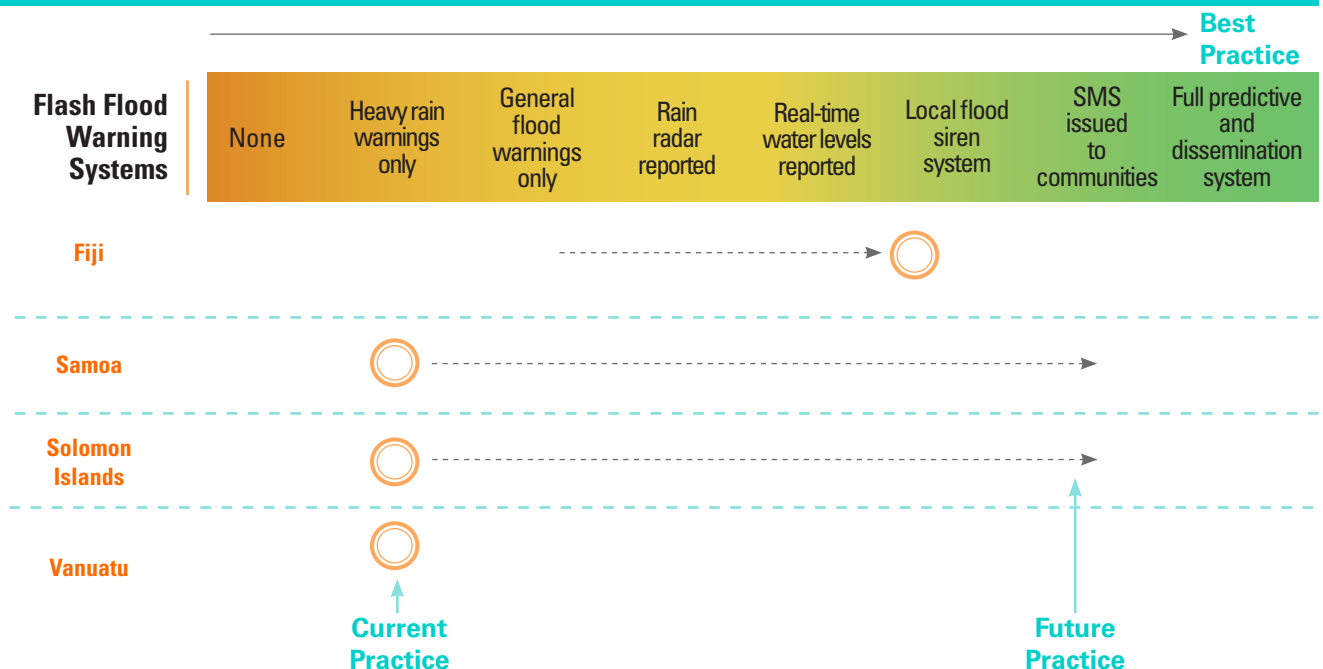 Best
Practice
Flash Flood
Warning
Systems
None
Heavy rain
warnings
only
General
flood
warnings
only
Rain
radar
reported
Real-time
water levels
reported
Local flood
siren
system
SMS
issued
to
communities
Full predictive
and
dissemination
system
Fiji
Samoa
Solomon
Islands
Vanuatu
Current
Practice
Future
Practice